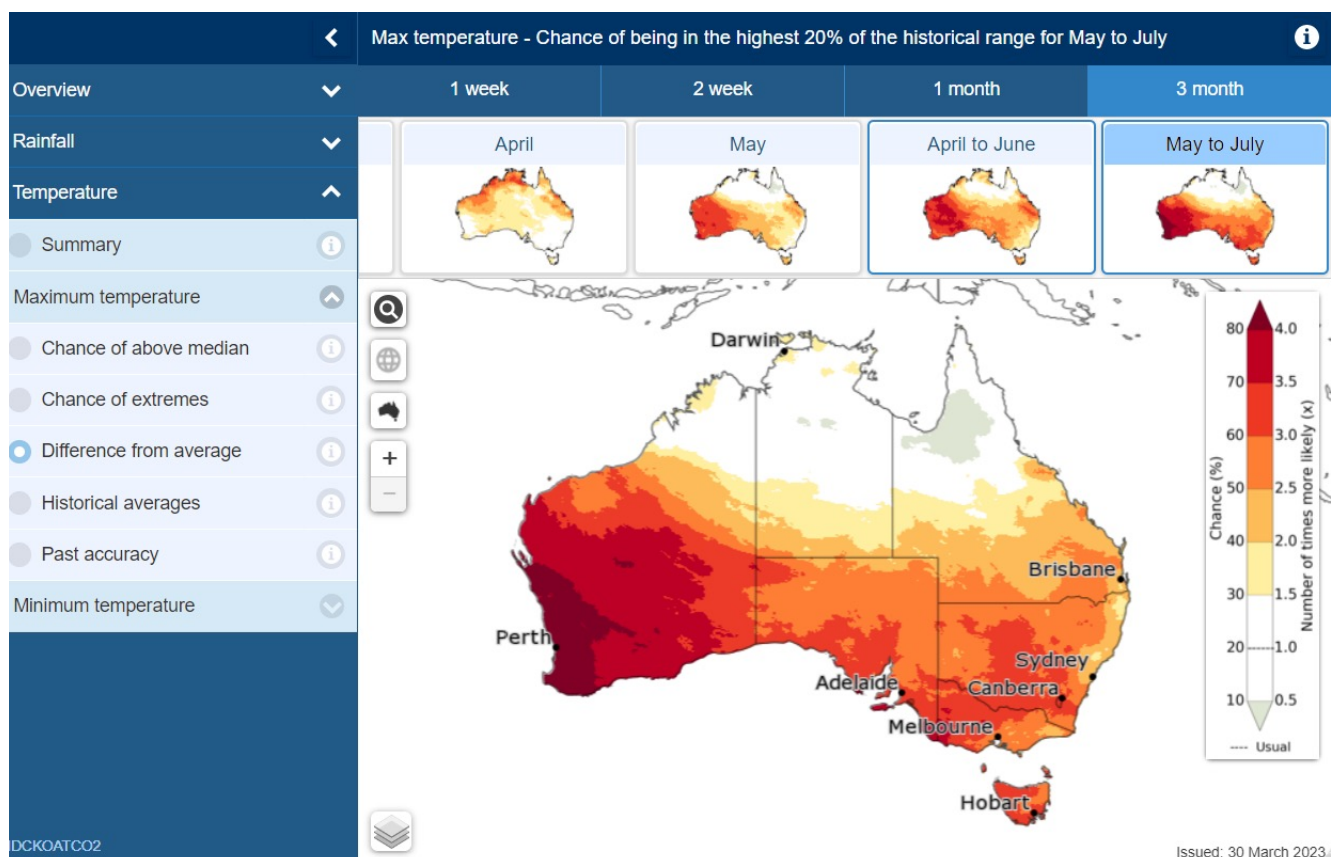 Max temperature - Chance of being in the highest 20% of the historical range for May to July
Overview
Rainfall
Temperature
Summary
Maximum temperature
Chance of above median
Chance of extremes
Difference from average
Historical averages
Past accuracy
Minimum temperature
IDCKOATCO2
1 week
2 week
1 month
3 month
April
May
April to June
May to July
Darwin
Brisbane
Perth
Sydney
Adelaide
Canberra
Melbourne
Hobart
Chance (%)
80
70
60
50
40
30
20
10
4.0
3.5
3.0
2.5
2.0
1.5
1.0
0.5
Number of times more likely (x)
---- Usual
Issued: 30 March 2023